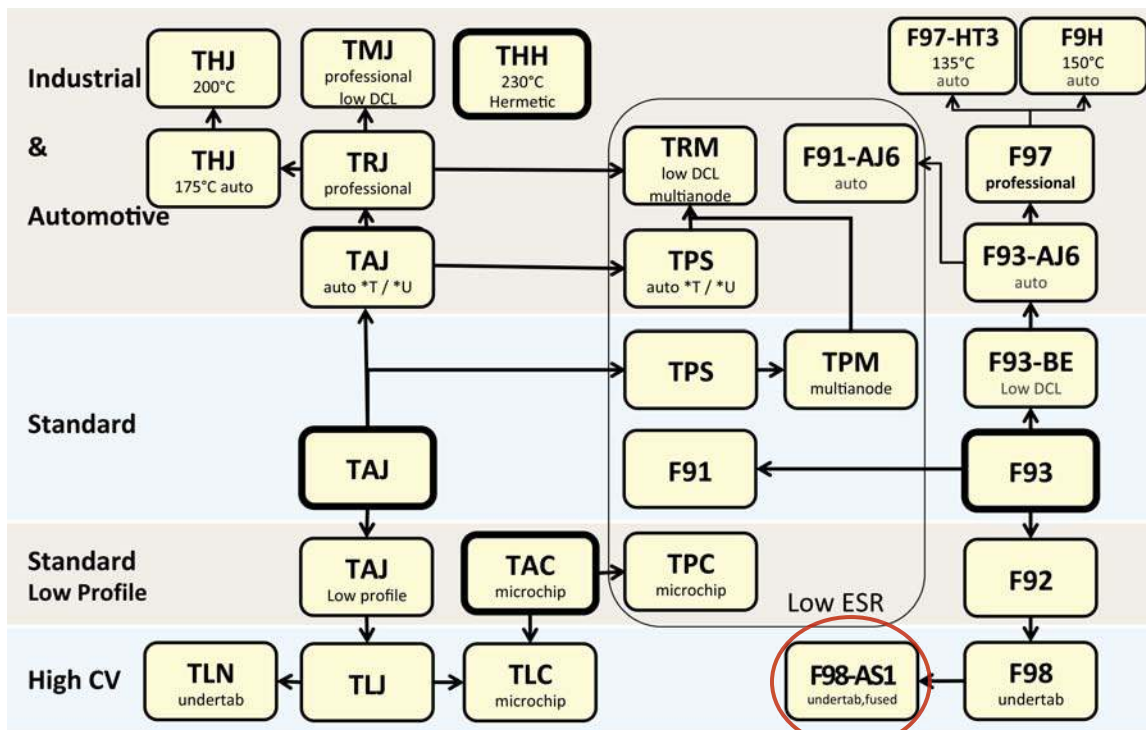 Industrial
&
Automotive
THJ
200°C
TMJ
professional
low DCL
THH
230°C
Hermetic
F97-HT3
135°C
auto
F9H
150°C
auto
THJ
175°C auto
TRJ
professional
TRM
low DCL
multianode
F91-AJ6
auto
F97
professional
TAJ
auto *T / *U
TPS
auto *T / *U
F93-AJ6
auto
Standard
TPS
TPM
multianode
F93-BE
Low DCL
TAJ
F91
F93
Standard
Low Profile
TAJ
Low profile
TAC
microchip
TPC
microchip
F92
Low ESR
High CV
TLN
undertab
TLJ
TLC
microchip
F98-AS1
undertab,fused
F98
undertab